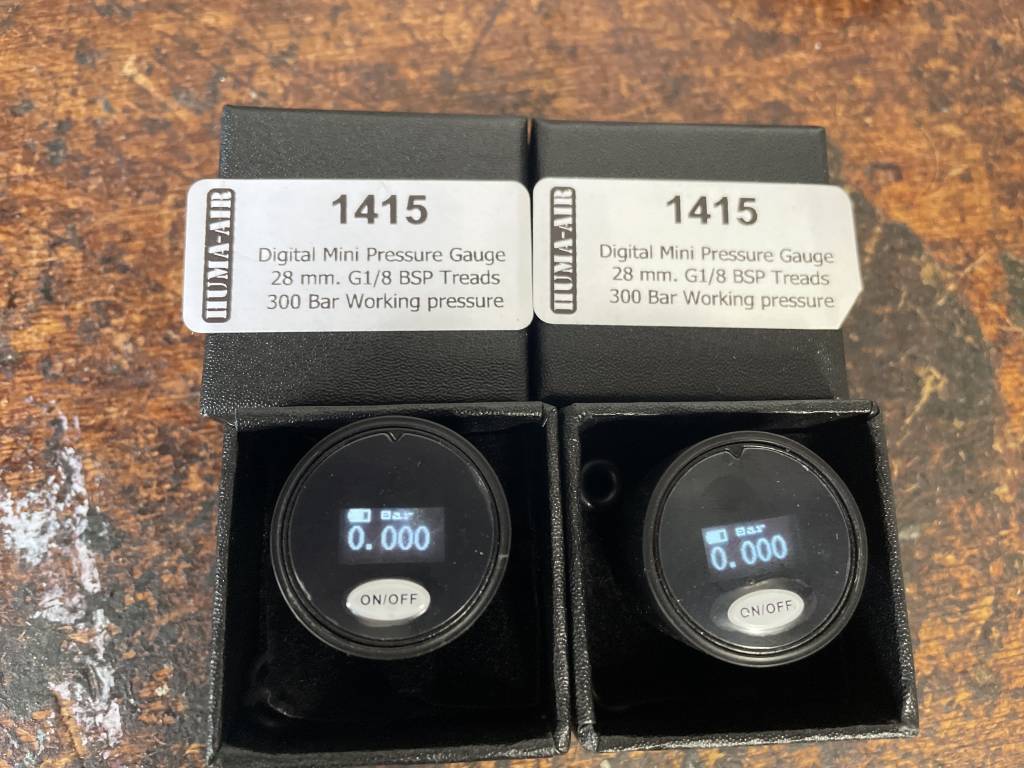 HUMA-AIR
1415
Digital Mini Pressure Gauge
28 mm. G1/8 BSP Treads
300 Bar Working pressure
HUMA-AIR
1415
Digital Mini Pressure Gauge
28 mm. G1/8 BSP Treads
300 Bar Working pressure
Bar
0.000
ON/OFF
Bar
0.000
ON/OFF